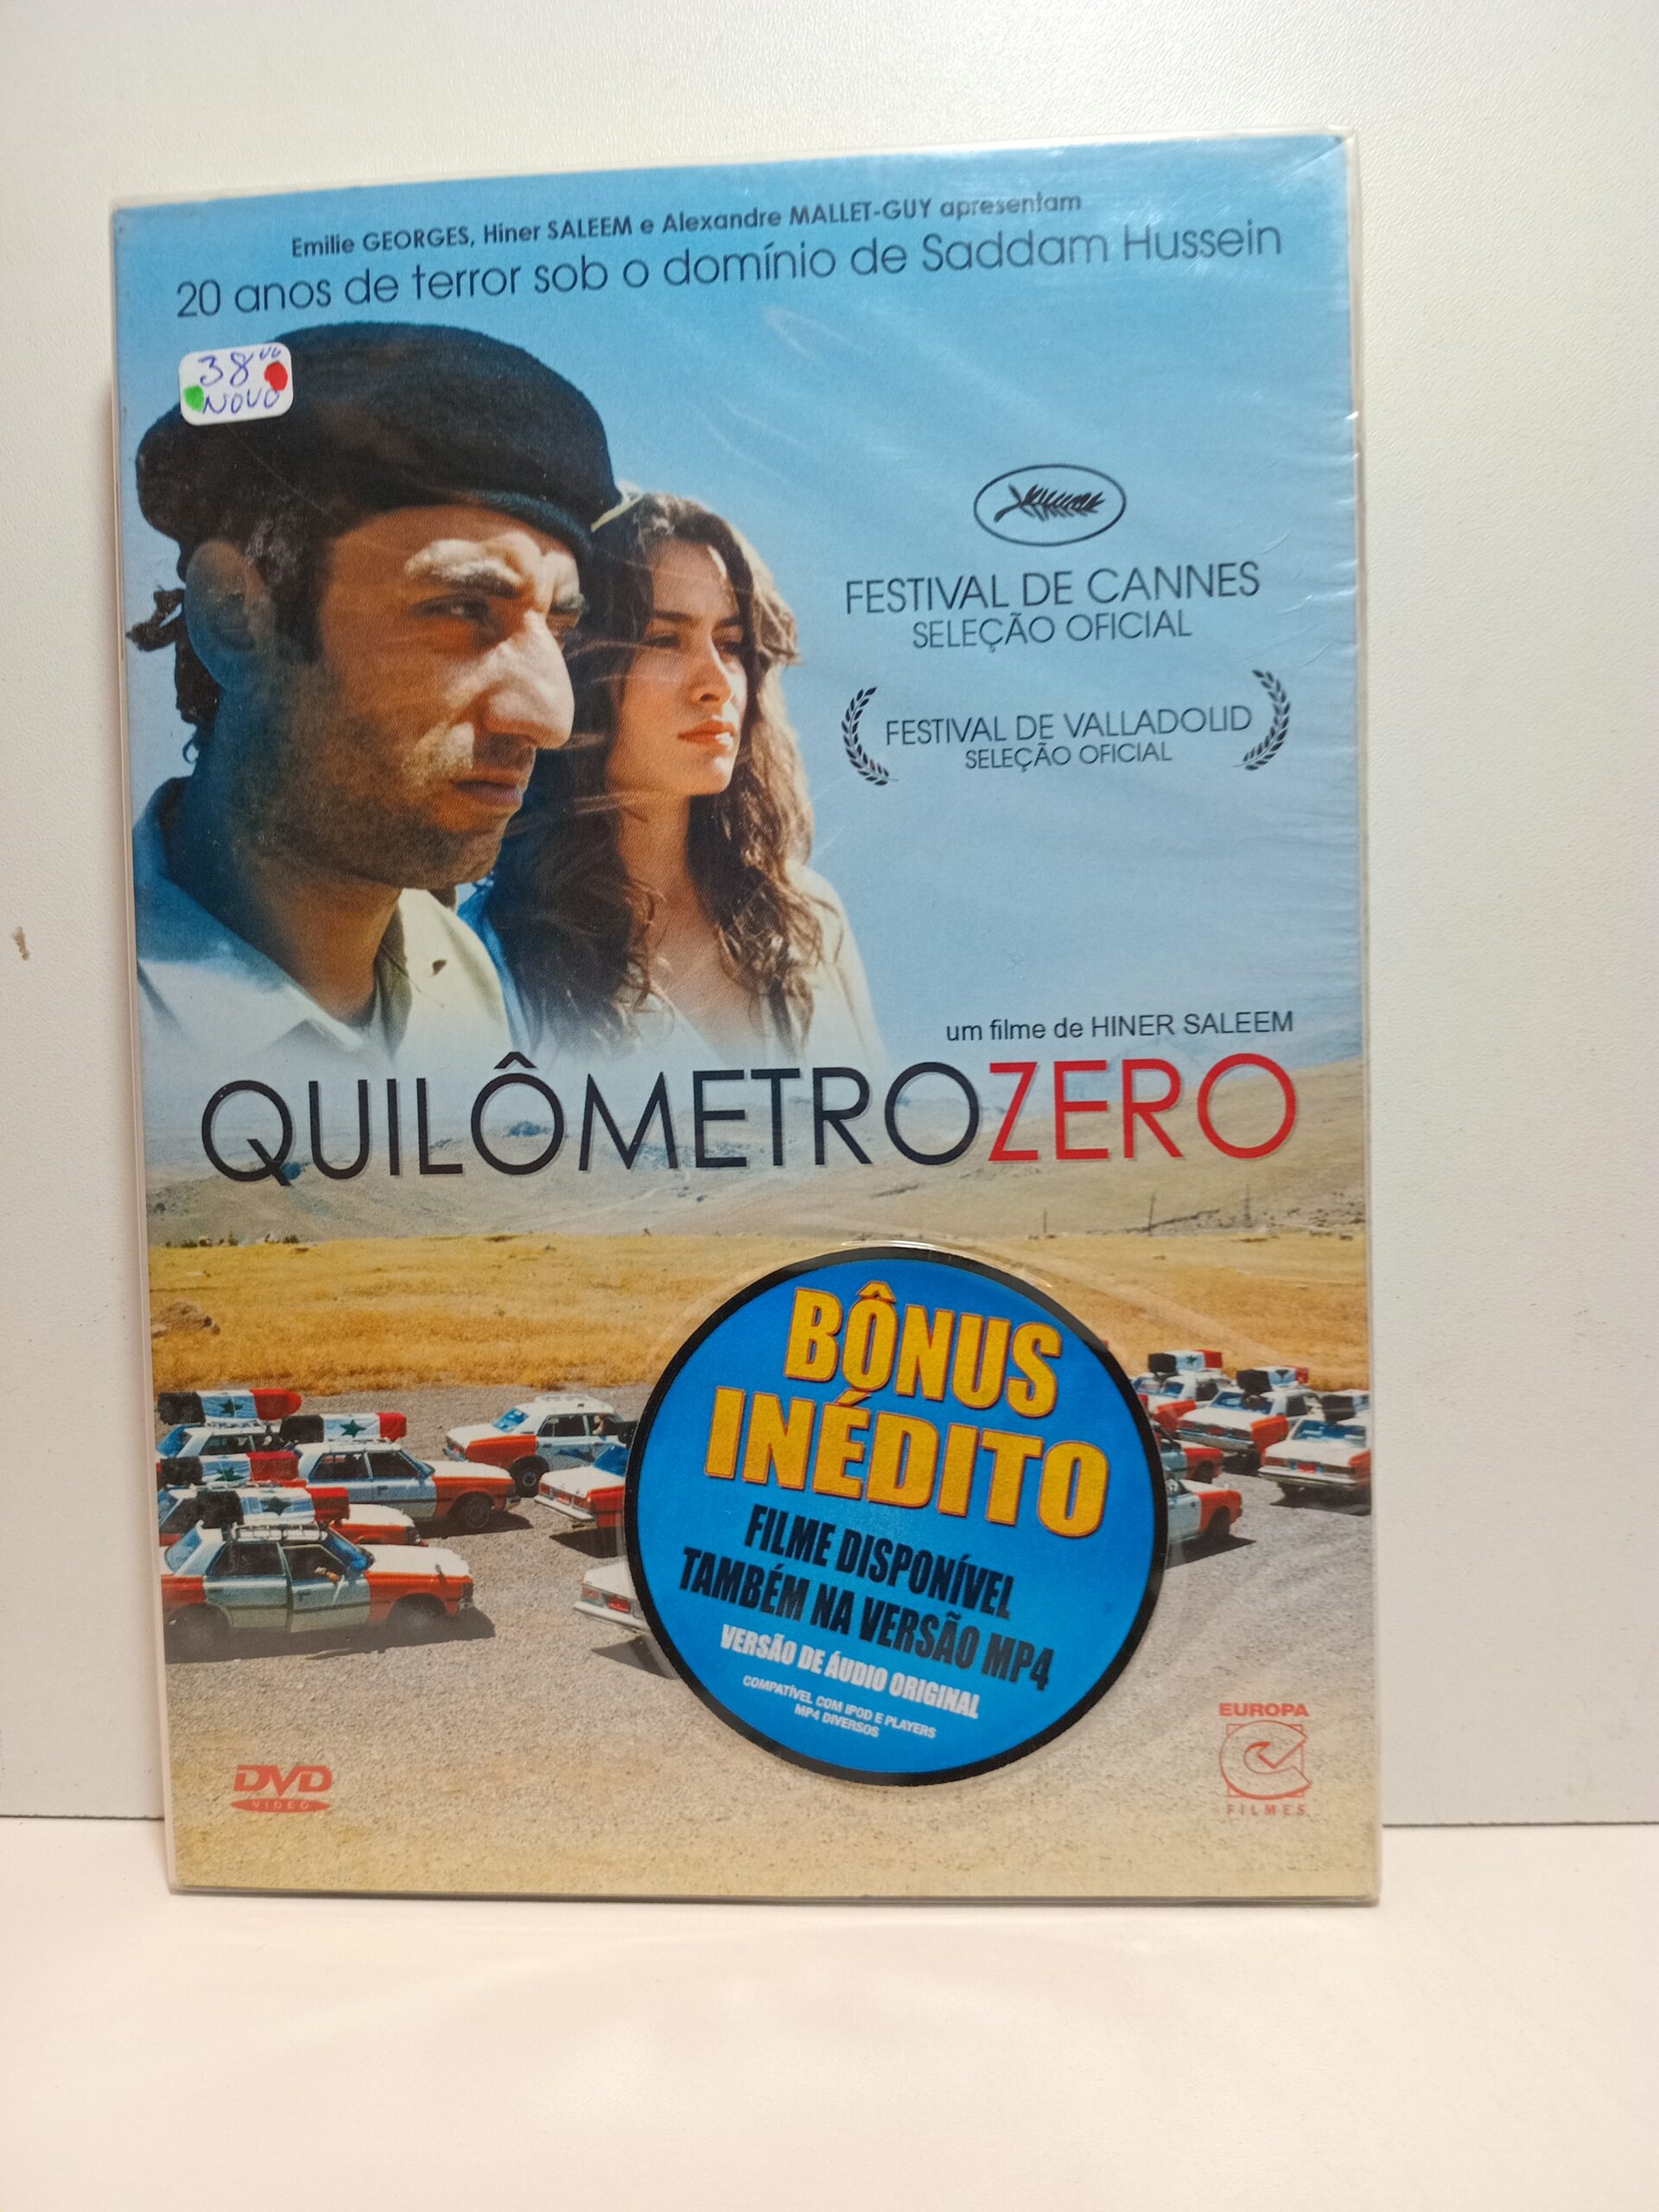 Emilie GEORGES, Hiner SALEEM e Alexandre MALLET-GUY apresentam
20 anos de terror sob o domínio de Saddam Hussein
38,00
NOVO
FESTIVAL DE CANNES
SELEÇÃO OFICIAL
FESTIVAL DE VALLADOLID
SELEÇÃO OFICIAL
um filme de HINER SALEEM
QUILÔMETROZERO
BÔNUS
INÉDITO
FILME DISPONÍVEL
TAMBÉM NA VERSÃO MP4
VERSÃO DE ÁUDIO ORIGINAL
COMPATÍVEL COM IPOD E PLAYERS
MP4 DIVERSOS
DVD
VIDEO
EUROPA
FILMES